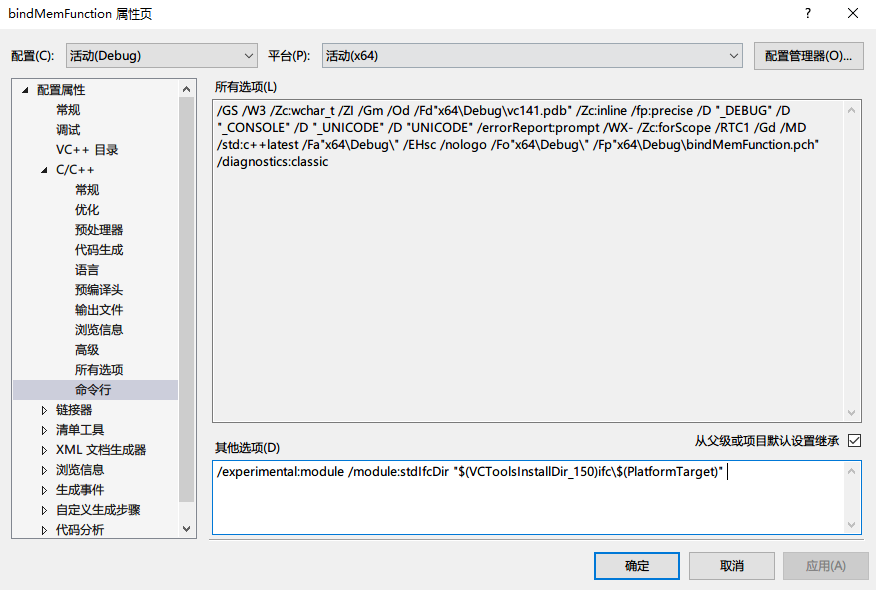 bindMemFunction 属性页
配置(C): 活动(Debug) 平台(P): 活动(x64) 配置管理器(O)...
配置属性
常规
调试
VC++ 目录
C/C++
常规
优化
预处理器
代码生成
语言
预编译头
输出文件
浏览信息
高级
所有选项
命令行
链接器
清单工具
XML 文档生成器
浏览信息
生成事件
自定义生成步骤
代码分析
所有选项(L)
/GS /W3 /Zc:wchar_t /ZI /Gm /Od /Fd"x64\Debug\vc141.pdb" /Zc:inline /fp:precise /D "_DEBUG" /D
"_CONSOLE" /D "_UNICODE" /D "UNICODE" /errorReport:prompt /WX- /Zc:forScope /RTC1 /Gd /MD
/std:c++latest /Fa"x64\Debug\" /EHsc /nologo /Fo"x64\Debug\" /Fp"x64\Debug\bindMemFunction.pch"
/diagnostics:classic
其他选项(D) 从父级或项目默认设置继承
/experimental:module /module:stdIfcDir "$(VCToolsInstallDir_150)ifc\$(PlatformTarget)"
确定 取消 应用(A)